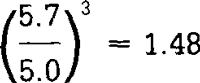 (5.7/5.0)³ = 1.48